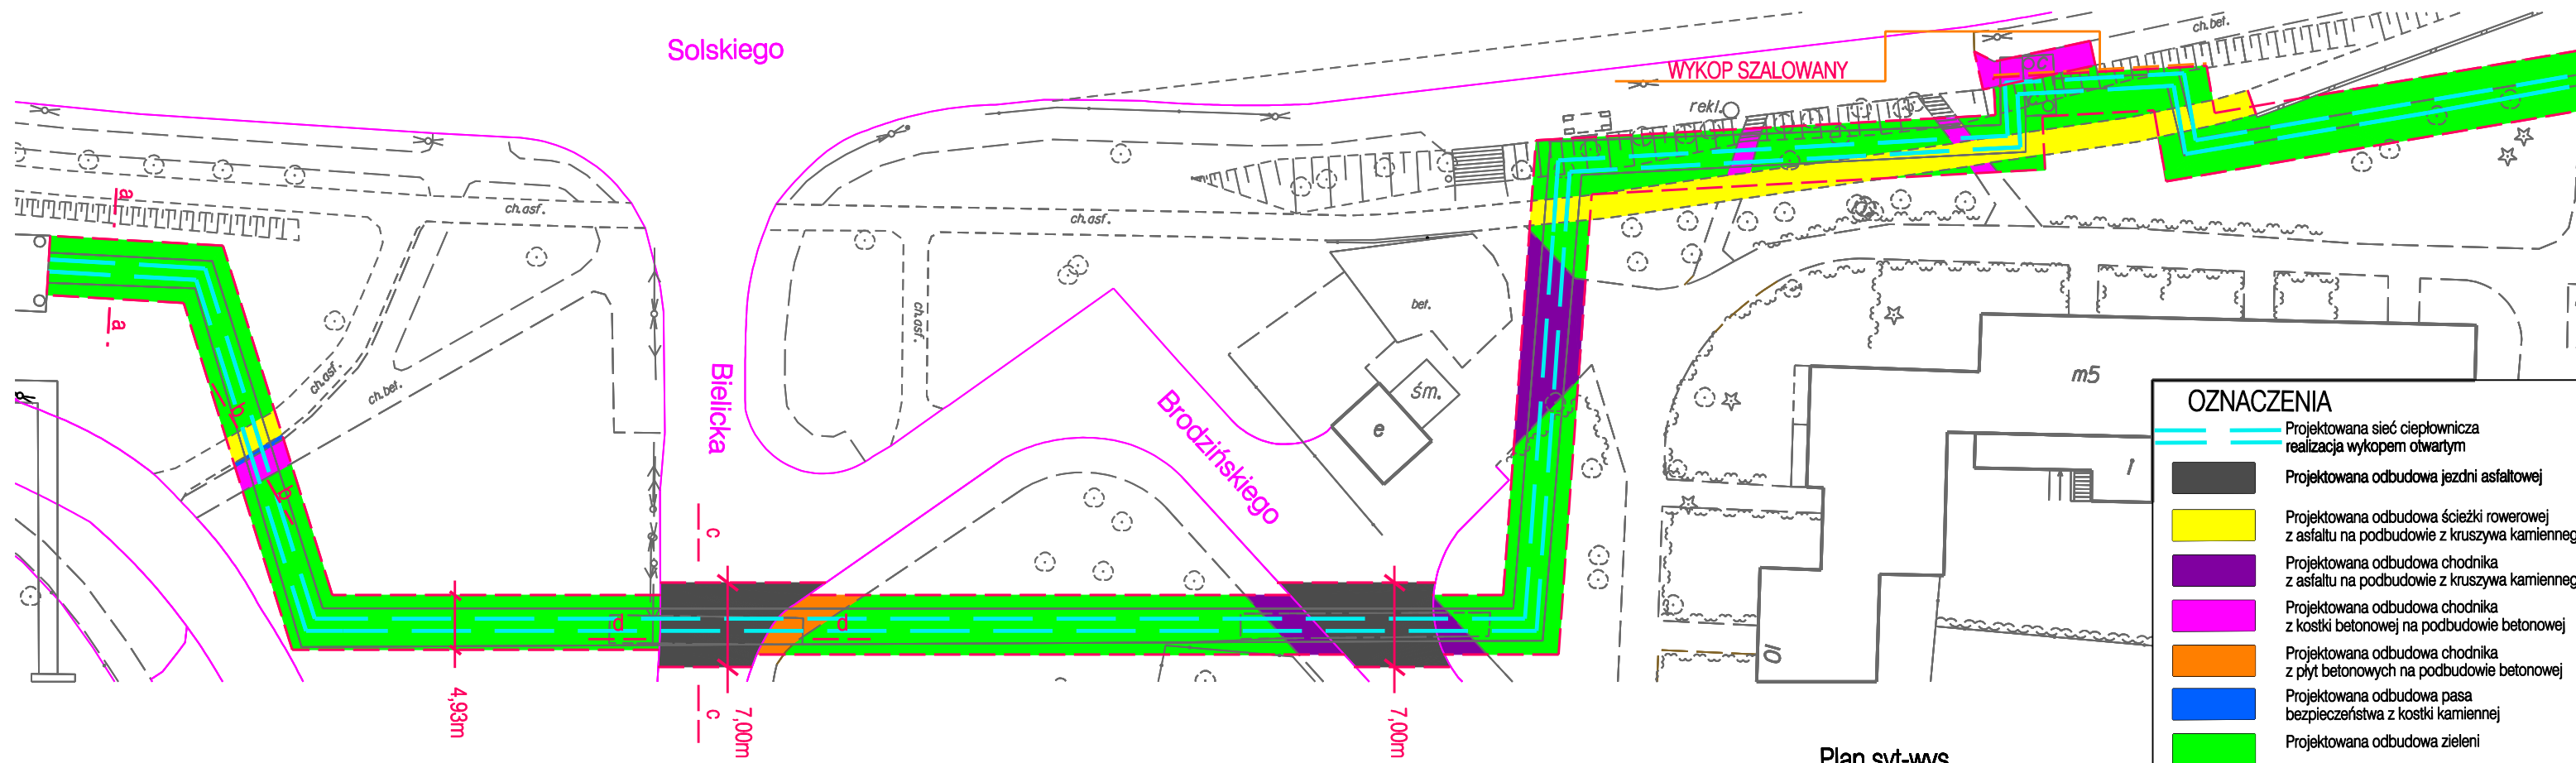 Solskiego
ch.bet.
WYKOP SZALOWANY
rekl.
a
ch.asf.
ch.asf.
a
bet.
ch.asf.
ch.asf.
ch.bet.
Bielicka
Brodzińskiego
śm.
e
m5
b
b
i
c
d
d
c
4,93m
7,00m
7,00m
OZNACZENIA
Projektowana sieć ciepłownicza
realizacja wykopem otwartym
Projektowana odbudowa jezdni asfaltowej
Projektowana odbudowa ścieżki rowerowej
z asfaltu na podbudowie z kruszywa kamienneg
Projektowana odbudowa chodnika
z asfaltu na podbudowie z kruszywa kamienneg
Projektowana odbudowa chodnika
z kostki betonowej na podbudowie betonowej
Projektowana odbudowa chodnika
z płyt betonowych na podbudowie betonowej
Projektowana odbudowa pasa
bezpieczeństwa z kostki kamiennej
Projektowana odbudowa zieleni
Plan syt-wys